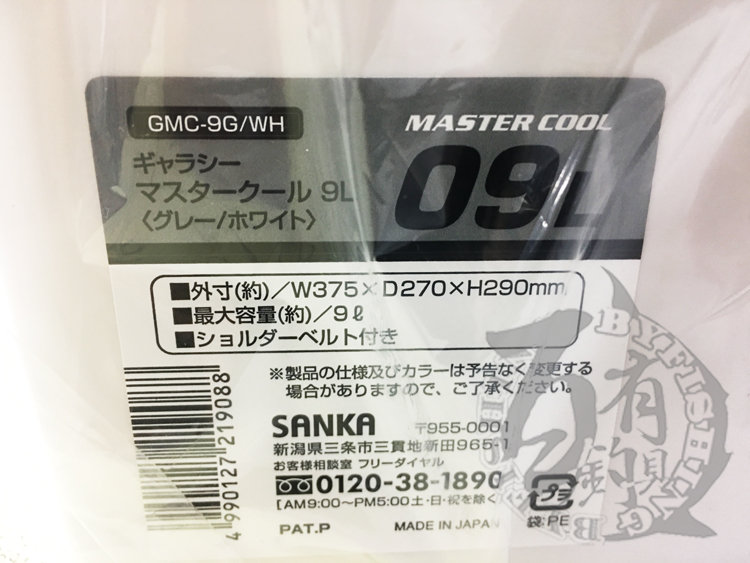 GMC-9G/WH
MASTER COOL
ギャラシー
マスタークール 9L
〈グレー/ホワイト〉
09L
■外寸(約)/W375×D270×H290mm
■最大容量(約)/9ℓ
■ショルダーベルト付き
※製品の仕様及びカラーは予告なく変更する
場合がありますので、ご了承ください。
SANKA 〒955-0001
新潟県三条市三貫地新田965-1
お客様相談室 フリーダイヤル
0120-38-1890
[AM9:00〜PM5:00土・日・祝を除く]
PAT.P
MADE IN JAPAN
プラ
袋:PE
4 990127 219088
百有釣具
BYFISHING